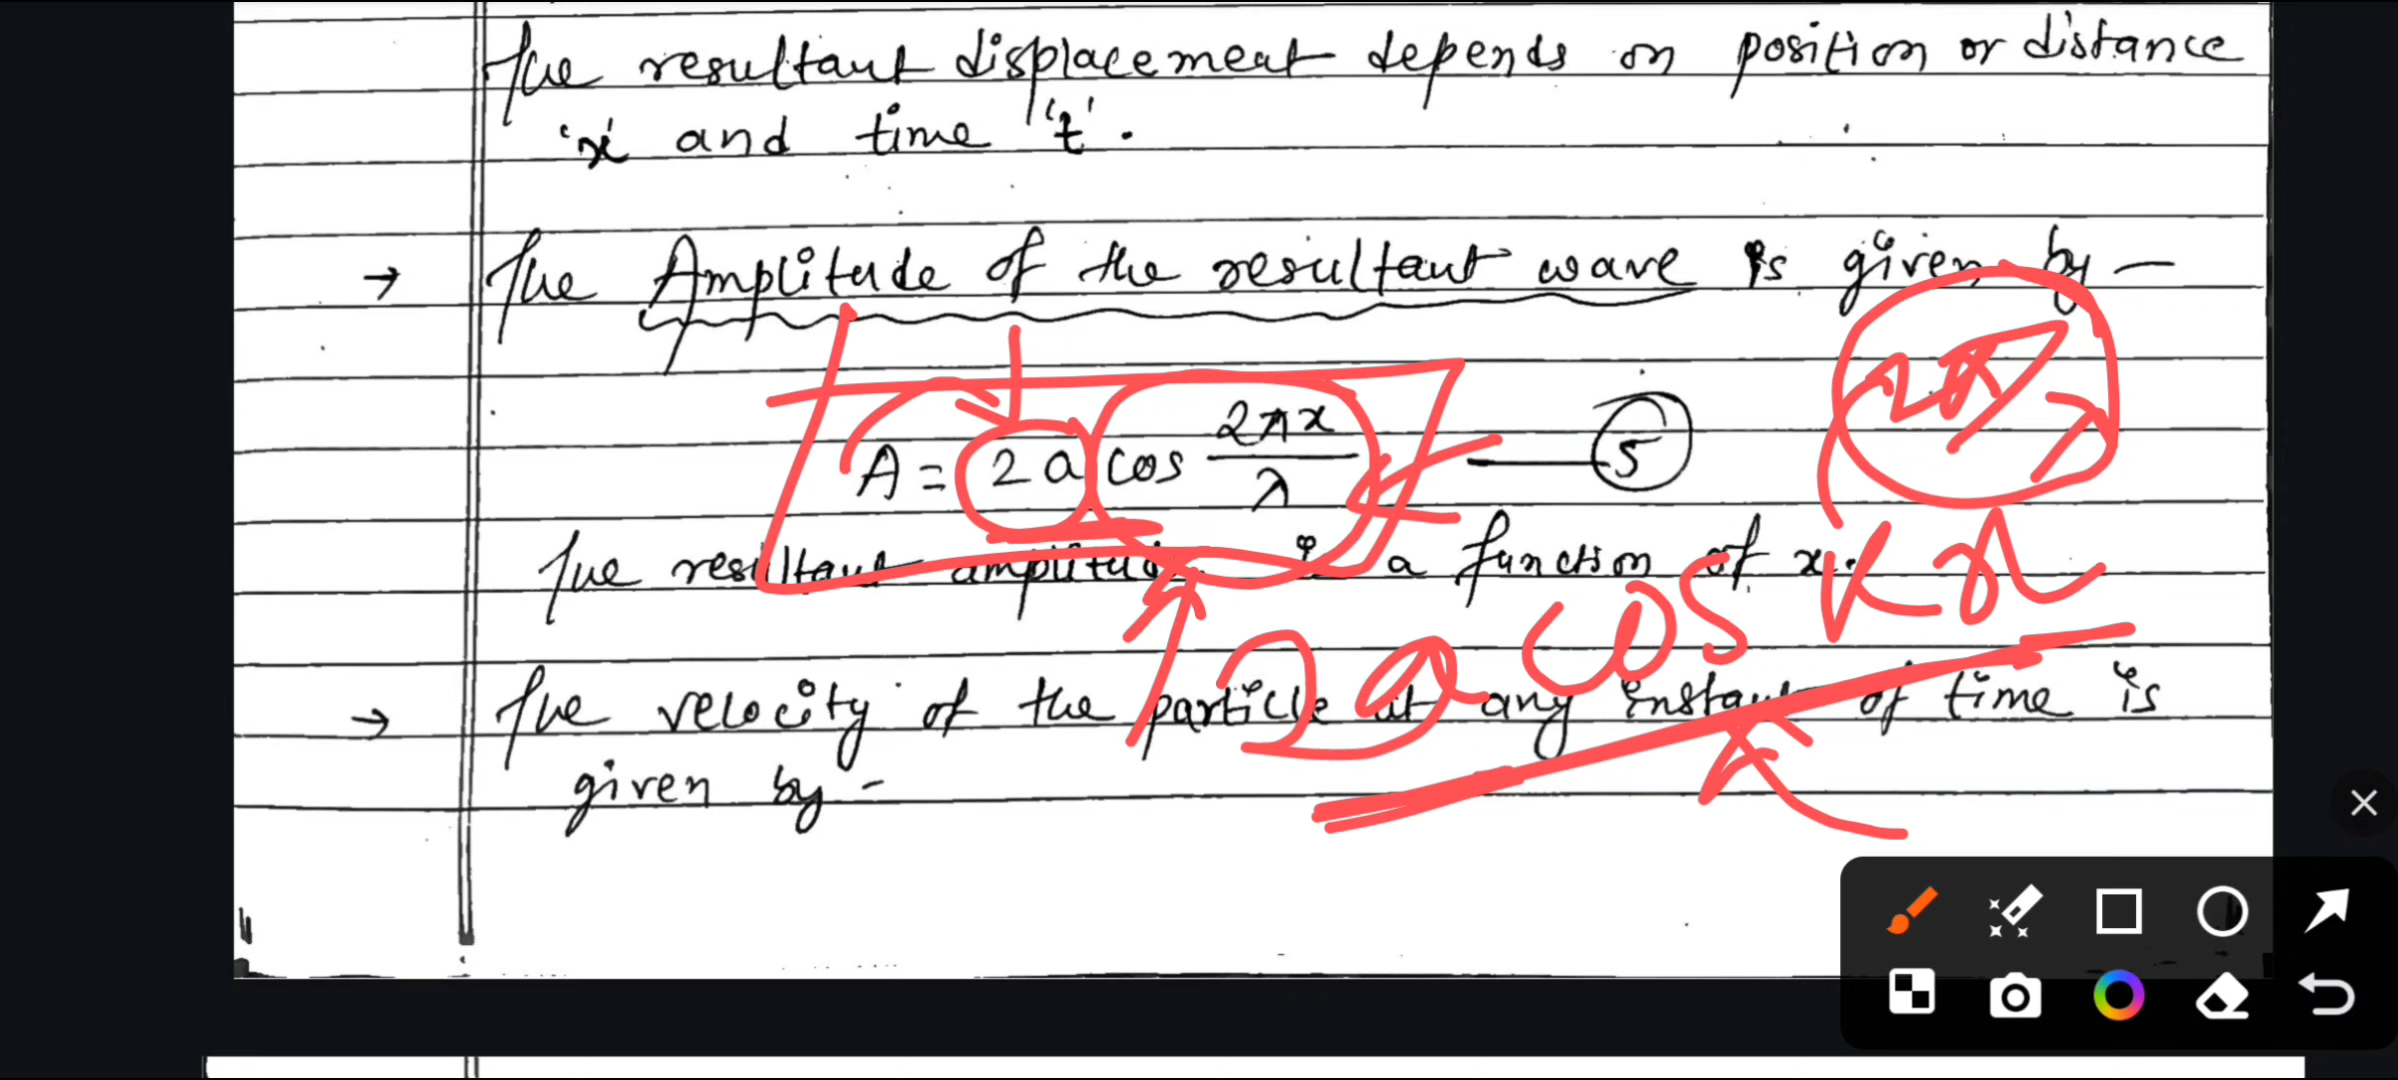 The resultant displacement depends on position or distance
'x' and time 't'.
→ The Amplitude of the resultant wave is given by —
A = 2a cos 2πx/λ — ⑤
The resultant amplitude is a function of x.
2a cos Kx
→ The velocity of the particle at any instant of time is
given by -